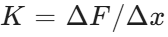 K = ΔF/Δx